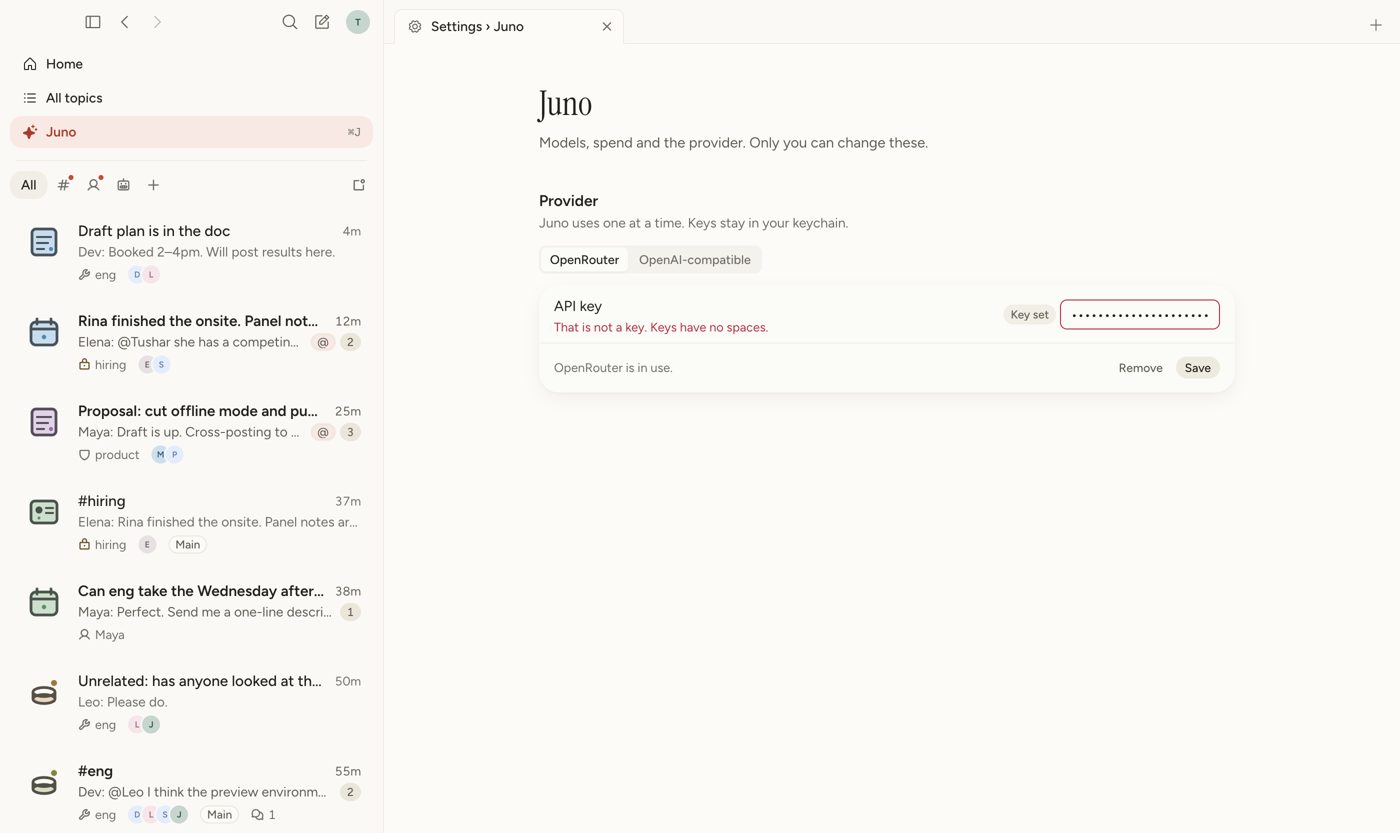 T
Home
All topics
Juno ⌘J
All
Draft plan is in the doc 4m
Dev: Booked 2–4pm. Will post results here.
eng D L
Rina finished the onsite. Panel not... 12m
Elena: @Tushar she has a competin... @ 2
hiring E S
Proposal: cut offline mode and pu... 25m
Maya: Draft is up. Cross-posting to ... @ 3
product M P
#hiring 37m
Elena: Rina finished the onsite. Panel notes ar...
hiring E Main
Can eng take the Wednesday after... 38m
Maya: Perfect. Send me a one-line descri... 1
Maya
Unrelated: has anyone looked at th... 50m
Leo: Please do.
eng L J
#eng 55m
Dev: @Leo I think the preview environm... 2
eng D L S J Main 1
Settings › Juno
Juno
Models, spend and the provider. Only you can change these.
Provider
Juno uses one at a time. Keys stay in your keychain.
OpenRouter OpenAI-compatible
API key
That is not a key. Keys have no spaces.
Key set •••••••••••••••••••••
OpenRouter is in use. Remove Save